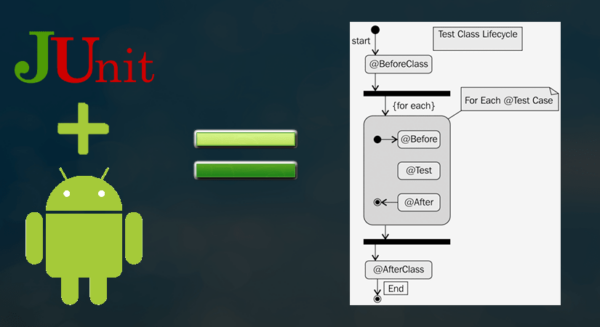 JUnit
Test Class Lifecycle
start
@BeforeClass
{for each}
For Each @Test Case
@Before
@Test
@After
@AfterClass
End